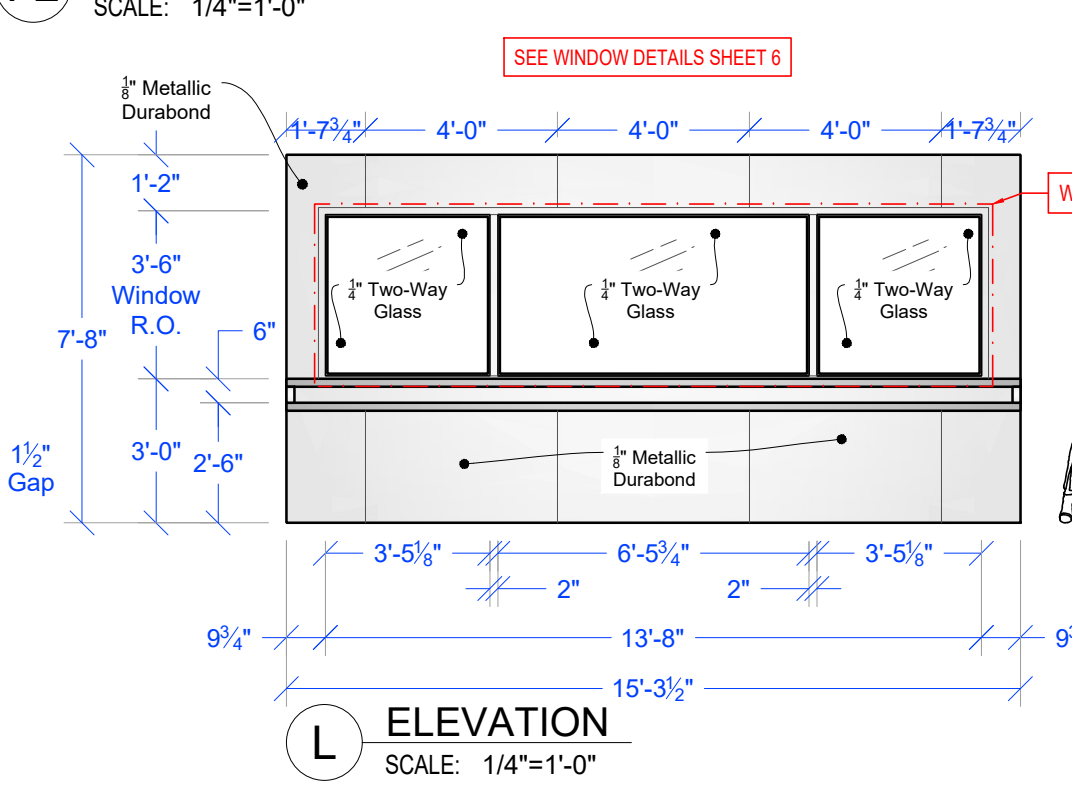 SCALE: 1/4"=1'-0"
SEE WINDOW DETAILS SHEET 6
1/8" Metallic
Durabond
1'-7 3/4"
4'-0"
4'-0"
4'-0"
1'-7 3/4"
1'-2"
3'-6"
Window
R.O.
6"
7'-8"
3'-0"
2'-6"
1 1/2"
Gap
1/4" Two-Way
Glass
1/4" Two-Way
Glass
1/4" Two-Way
Glass
1/8" Metallic
Durabond
3'-5 1/8"
6'-5 3/4"
3'-5 1/8"
2"
2"
9 3/4"
13'-8"
15'-3 1/2"
L
ELEVATION
SCALE: 1/4"=1'-0"